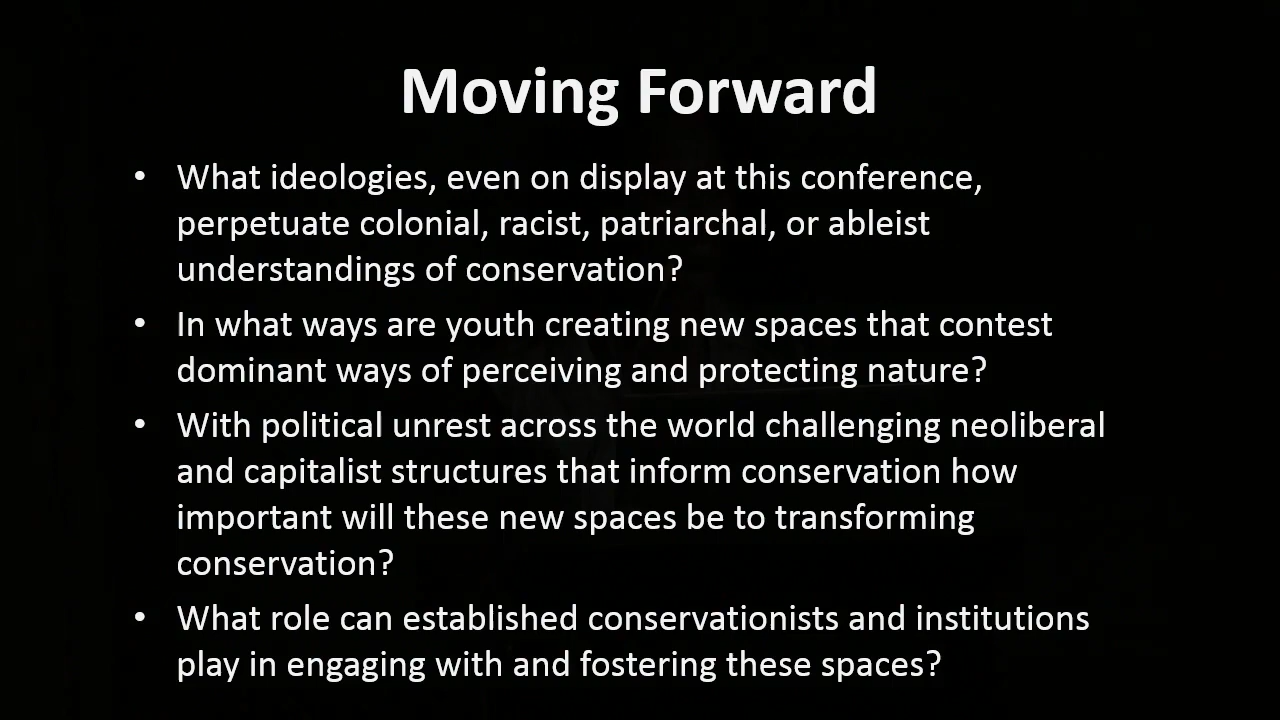 Moving Forward
• What ideologies, even on display at this conference,
perpetuate colonial, racist, patriarchal, or ableist
understandings of conservation?
• In what ways are youth creating new spaces that contest
dominant ways of perceiving and protecting nature?
• With political unrest across the world challenging neoliberal
and capitalist structures that inform conservation how
important will these new spaces be to transforming
conservation?
• What role can established conservationists and institutions
play in engaging with and fostering these spaces?